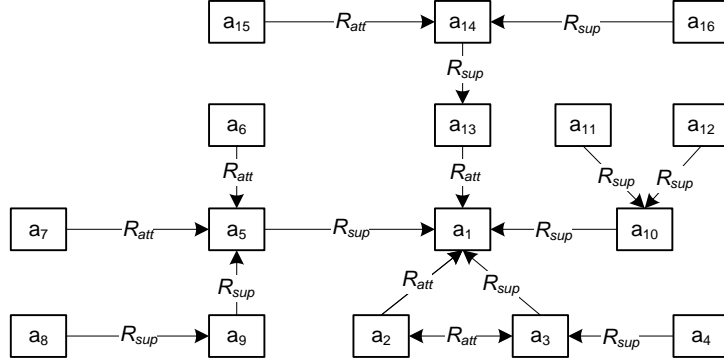 a15 Ratt a14 Rsup a16
Rsup
a6 a13 a11 a12
Ratt Ratt Rsup Rsup
a7 Ratt a5 Rsup a1 Rsup a10
Rsup Ratt Rsup
a8 Rsup a9 a2 Ratt a3 Rsup a4